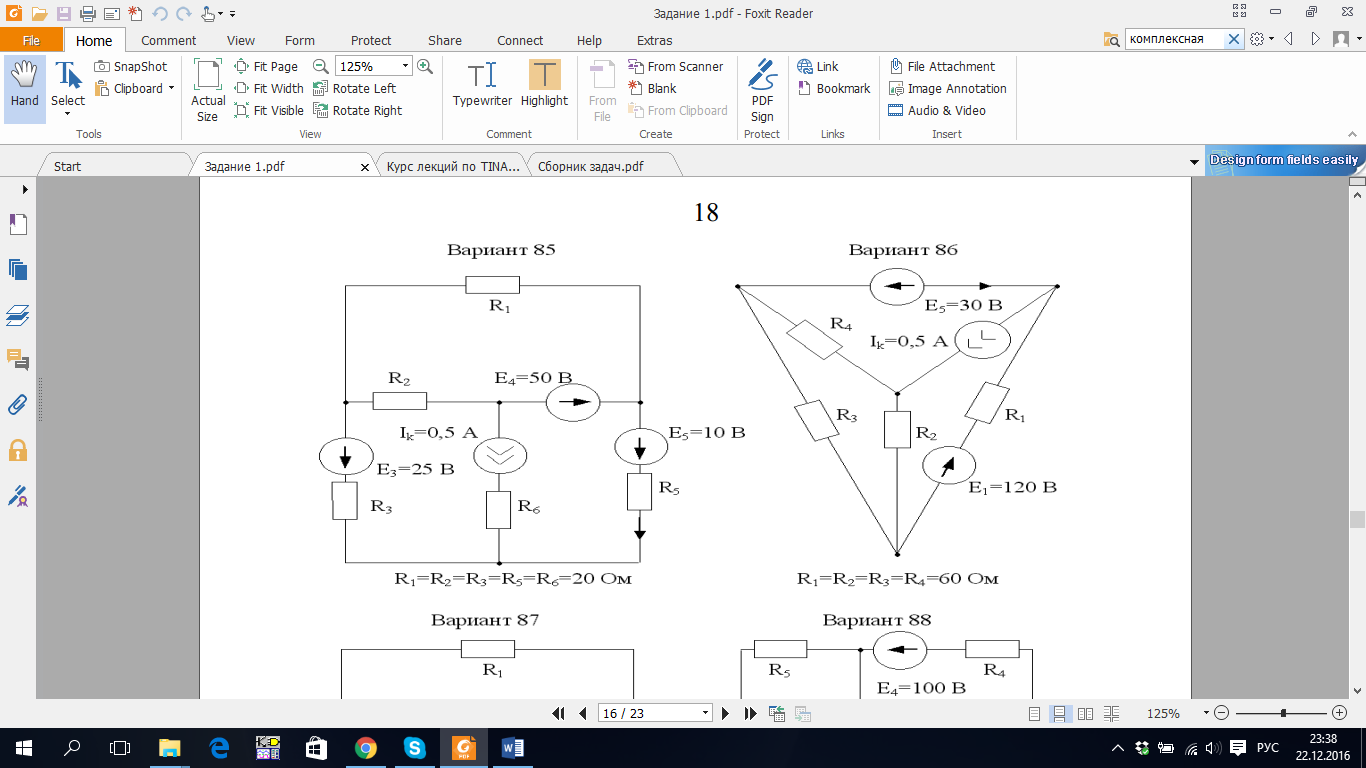 Задание 1.pdf - Foxit Reader
File Home Comment View Form Protect Share Connect Help Extras комплексная
Hand Select SnapShot Clipboard
Tools
Actual Size Fit Page Fit Width Fit Visible 125% Rotate Left Rotate Right
View
Typewriter Highlight
Comment
From File From Scanner Blank From Clipboard
Create
PDF Sign
Protect
Link Bookmark
Links
File Attachment Image Annotation Audio & Video
Insert
Start Задание 1.pdf Курс лекций по TINA... Сборник задач.pdf Design form fields easily
18
Вариант 85
R1
R2
E4=50 В
Ik=0,5 А
E5=10 В
E3=25 В
R3
R6
R5
R1=R2=R3=R5=R6=20 Ом
Вариант 86
E5=30 В
R4
Ik=0,5 А
R3
R2
R1
E1=120 В
R1=R2=R3=R4=60 Ом
Вариант 87
R1
Вариант 88
R5
R4
E4=100 В
16 / 23 125%
PDF
РУС 23:38
22.12.2016